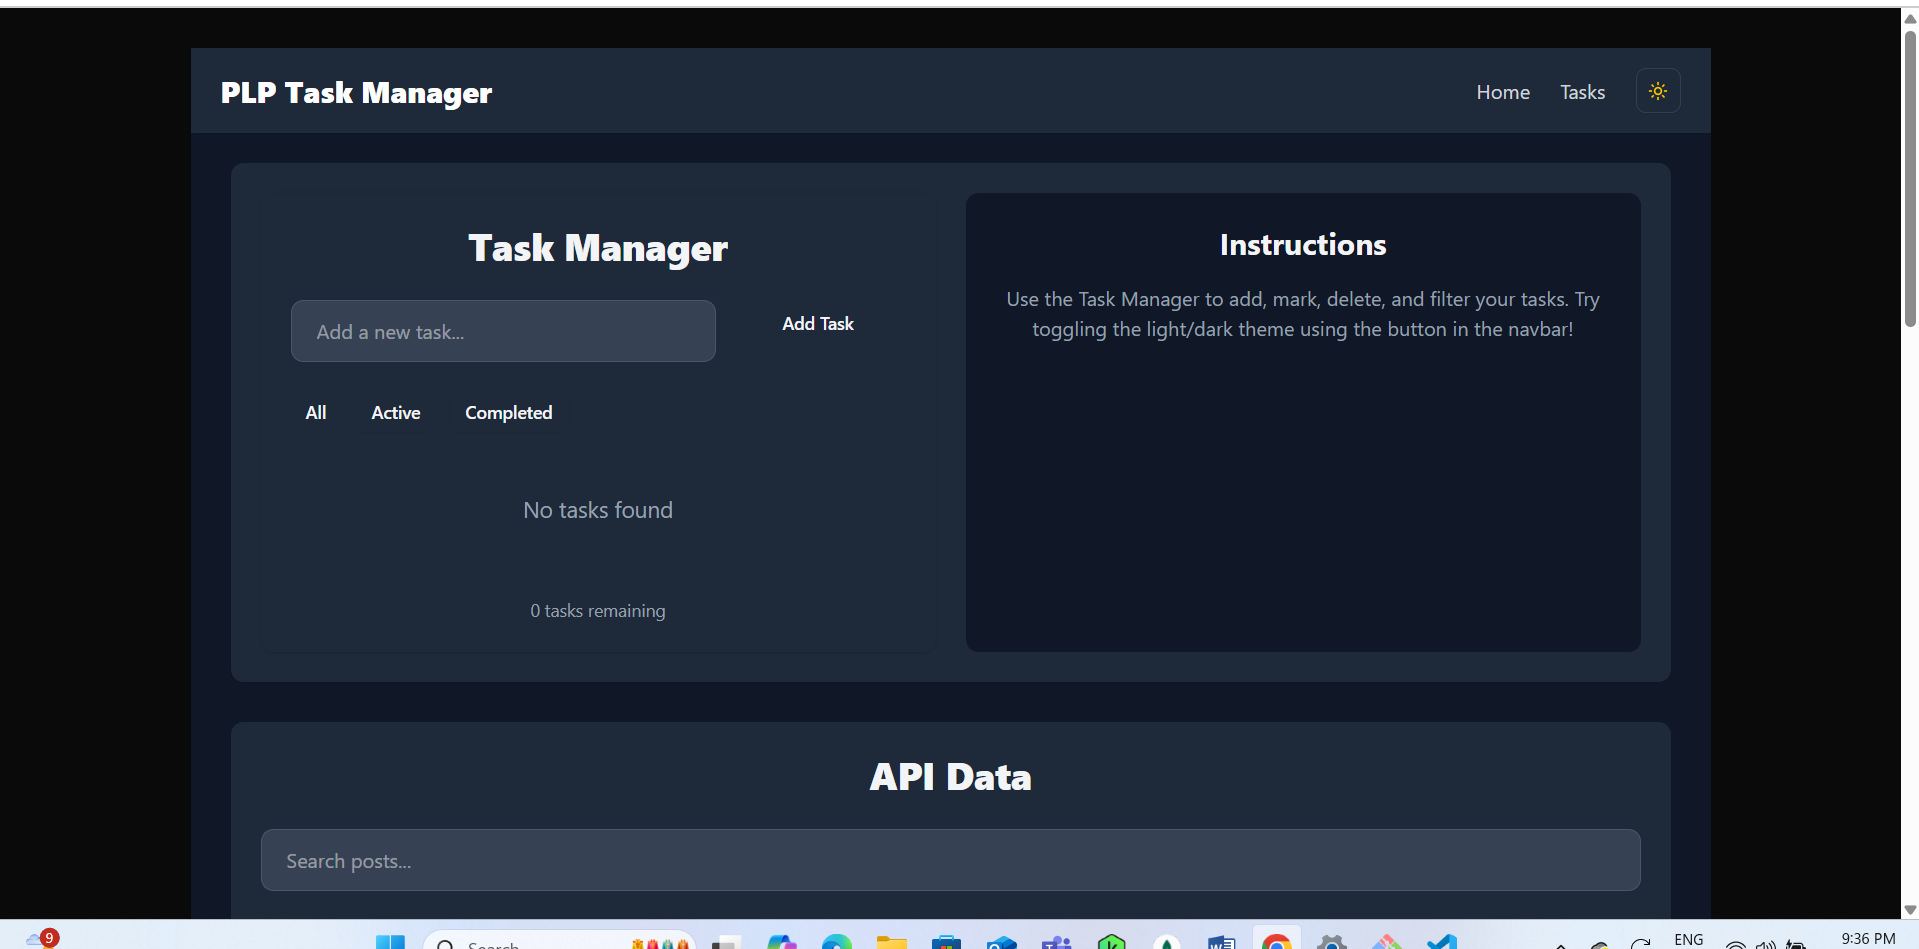 PLP Task Manager
Home
Tasks
Task Manager
Add a new task...
Add Task
All
Active
Completed
No tasks found
0 tasks remaining
Instructions
Use the Task Manager to add, mark, delete, and filter your tasks. Try
toggling the light/dark theme using the button in the navbar!
API Data
Search posts...
9
Search
ENG
9:36 PM